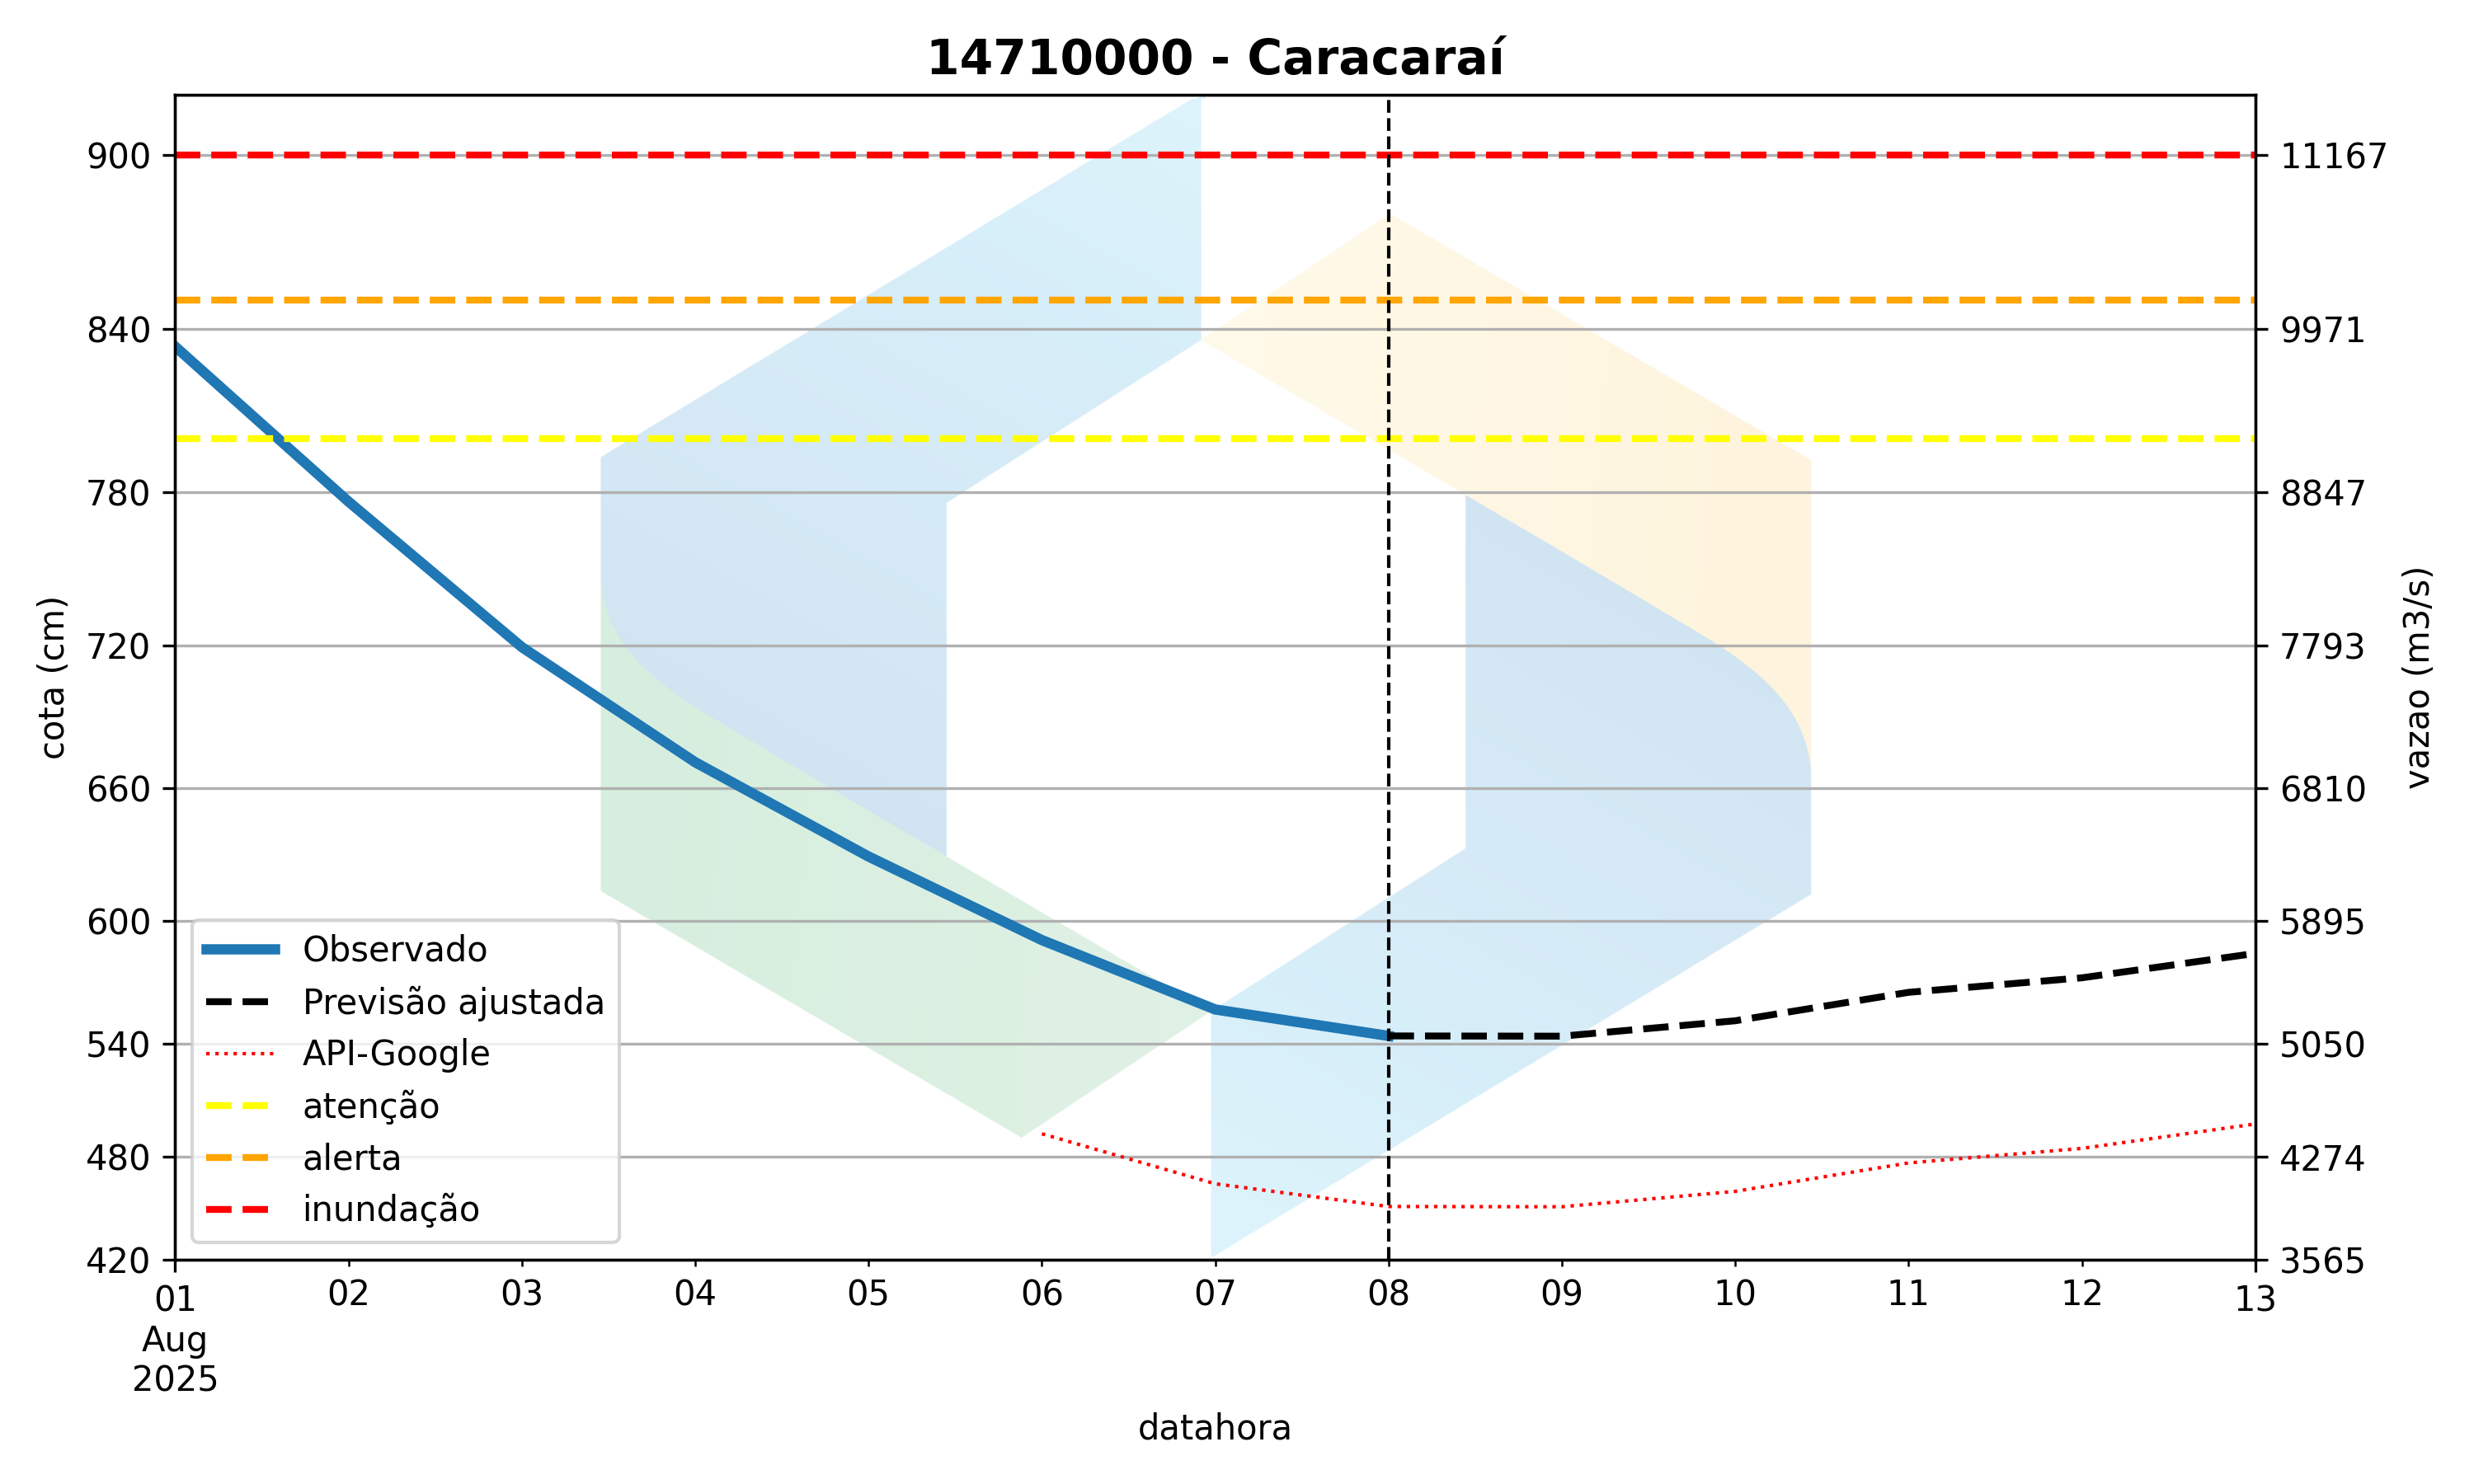 14710000 - Caracaraí
900
840
780
720
660
600
540
480
420
cota (cm)
11167
9971
8847
7793
6810
5895
5050
4274
3565
vazao (m3/s)
Observado
Previsão ajustada
API-Google
atenção
alerta
inundação
01 02 03 04 05 06 07 08 09 10 11 12 13
Aug
2025
datahora